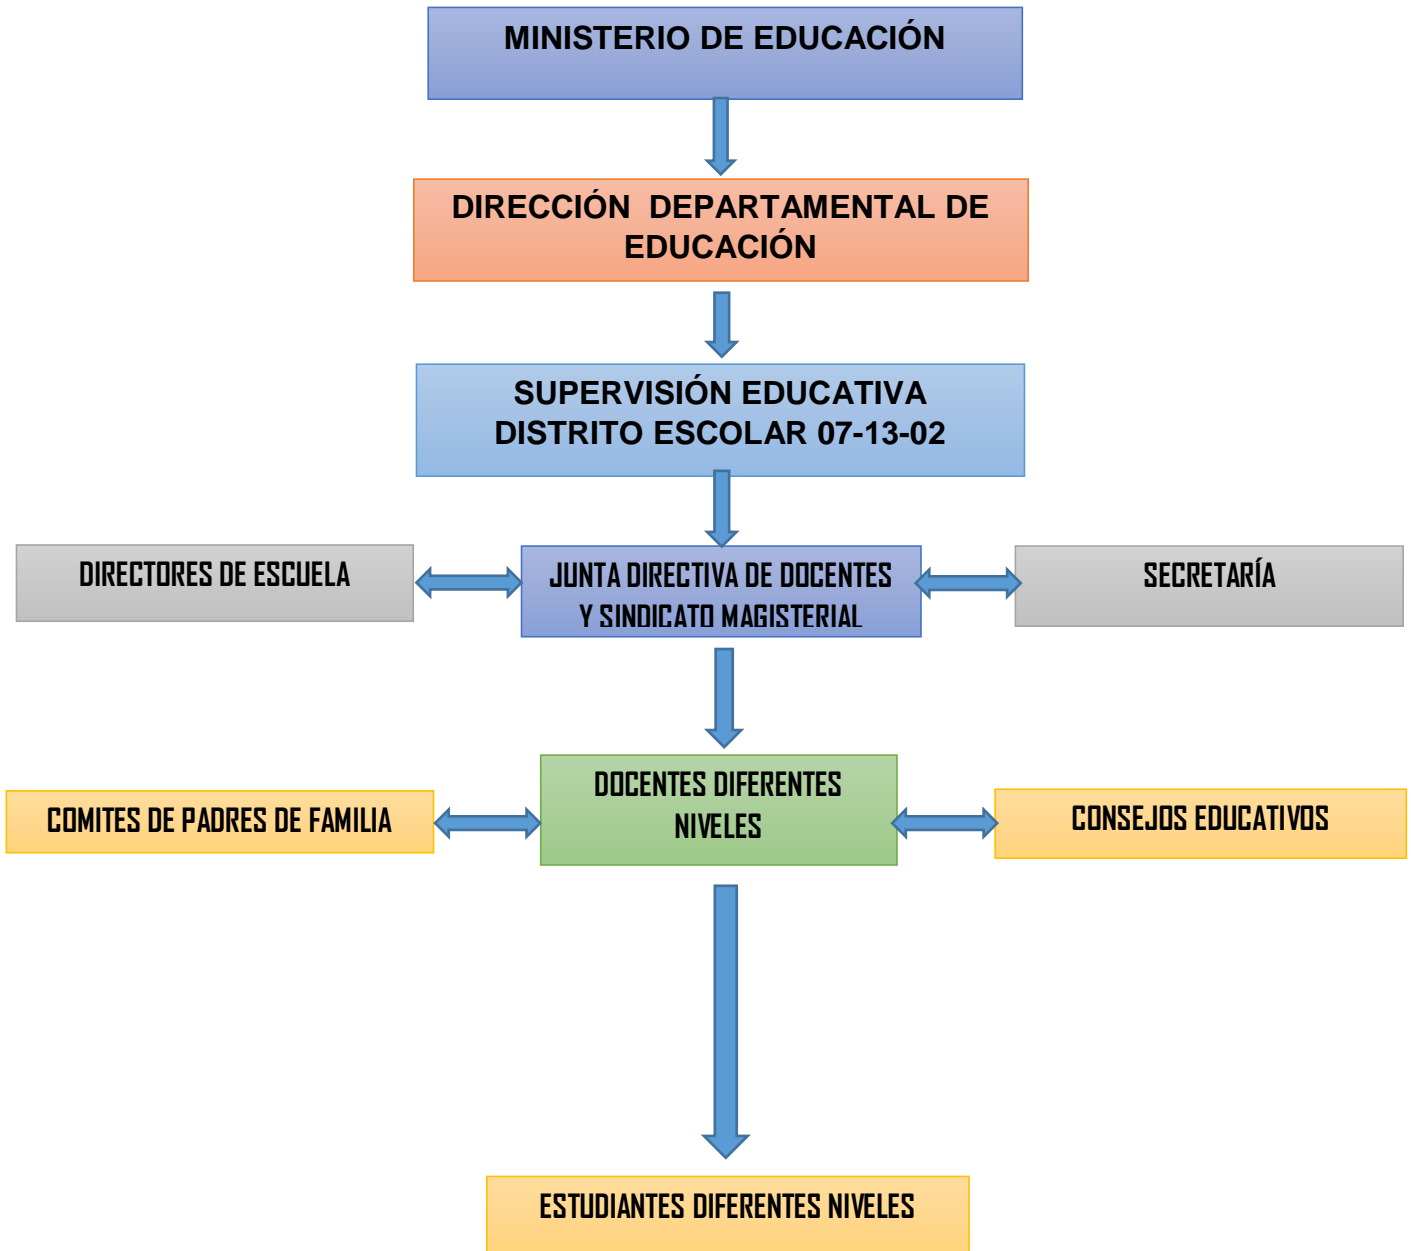 MINISTERIO DE EDUCACIÓN
DIRECCIÓN DEPARTAMENTAL DE
EDUCACIÓN
SUPERVISIÓN EDUCATIVA
DISTRITO ESCOLAR 07-13-02
DIRECTORES DE ESCUELA
JUNTA DIRECTIVA DE DOCENTES
Y SINDICATO MAGISTERIAL
SECRETARÍA
COMITES DE PADRES DE FAMILIA
DOCENTES DIFERENTES
NIVELES
CONSEJOS EDUCATIVOS
ESTUDIANTES DIFERENTES NIVELES